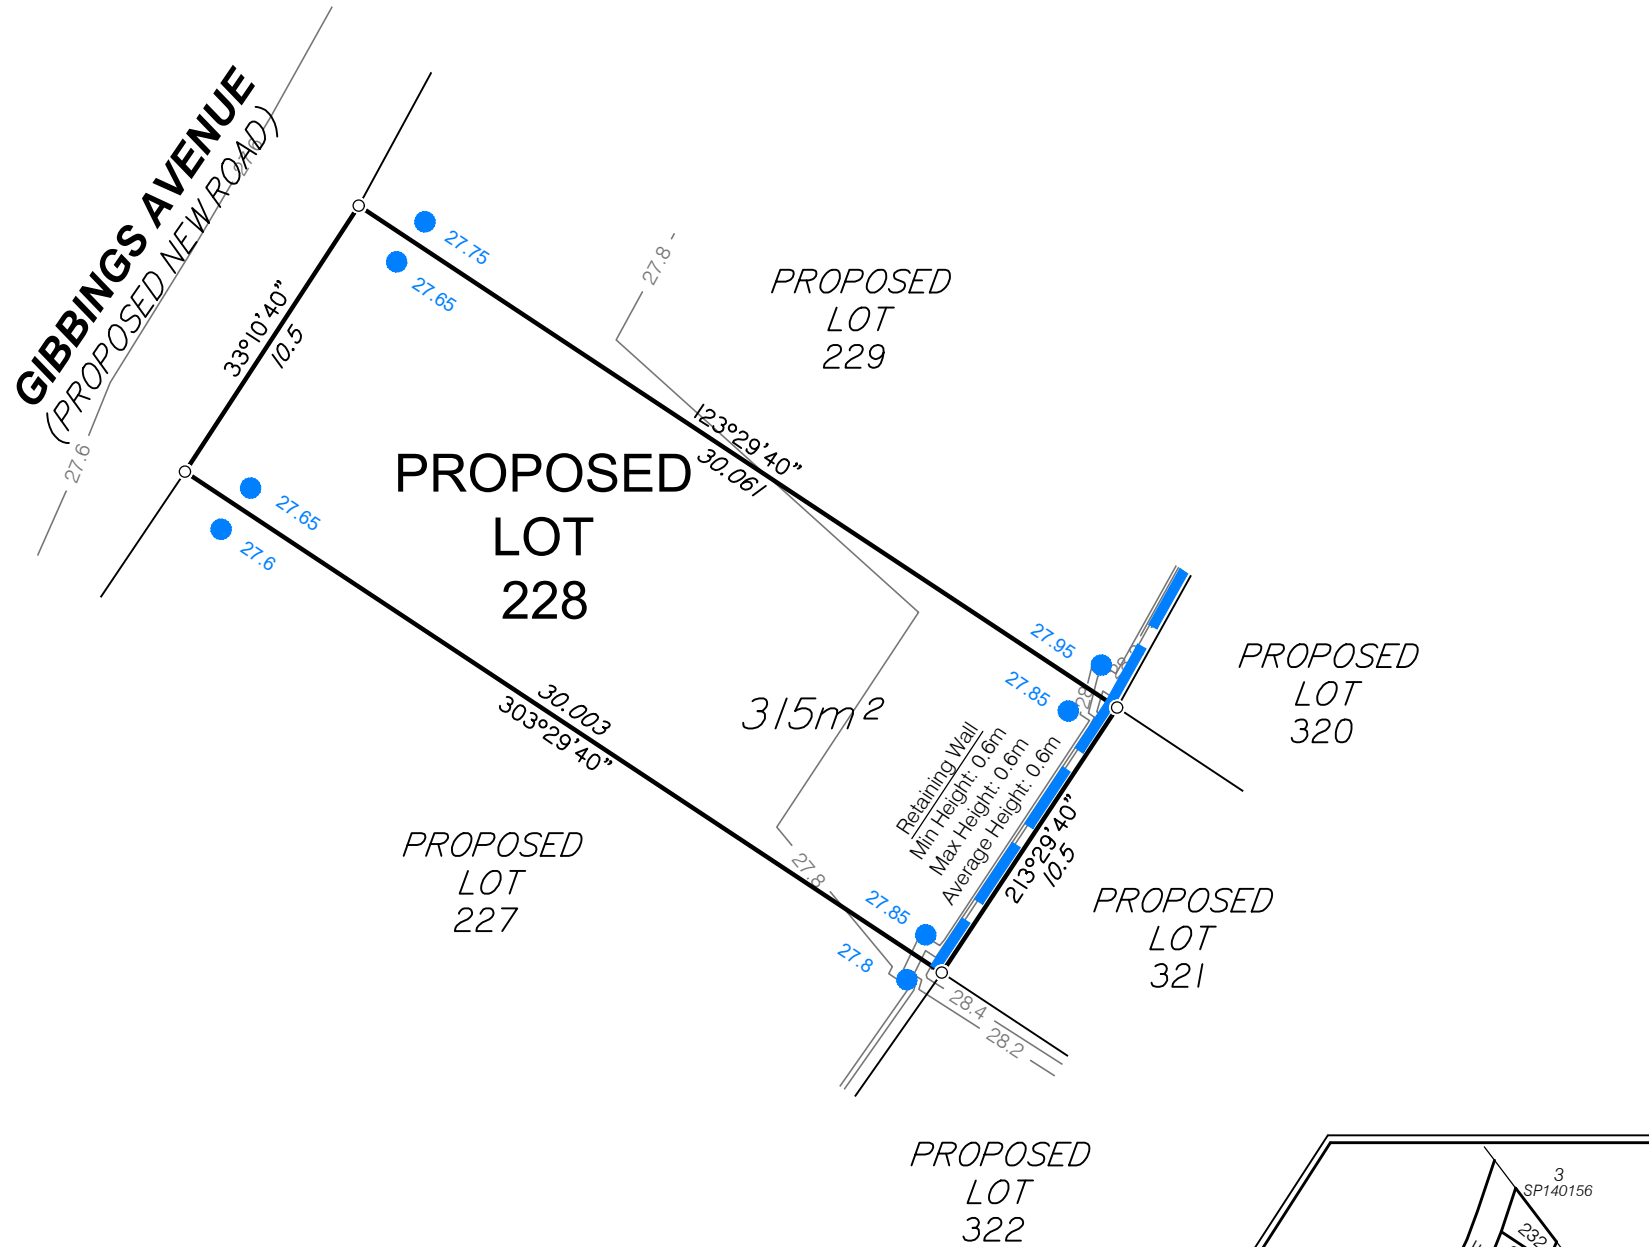 GIBBINGS AVENUE
(PROPOSED NEW ROAD)
27.6
33°10'40"
10.5
27.75
27.65
27.8
PROPOSED
LOT
229
123°29'40"
30.061
PROPOSED
LOT
228
27.65
27.6
315m²
30.003
303°29'40"
27.95
27.85
28
PROPOSED
LOT
320
Retaining Wall
Min Height: 0.6m
Max Height: 0.6m
Average Height: 0.6m
213°29'40"
10.5
PROPOSED
LOT
227
27.8
27.85
27.8
PROPOSED
LOT
321
28.4
28.2
PROPOSED
LOT
322
3
SP140156
232